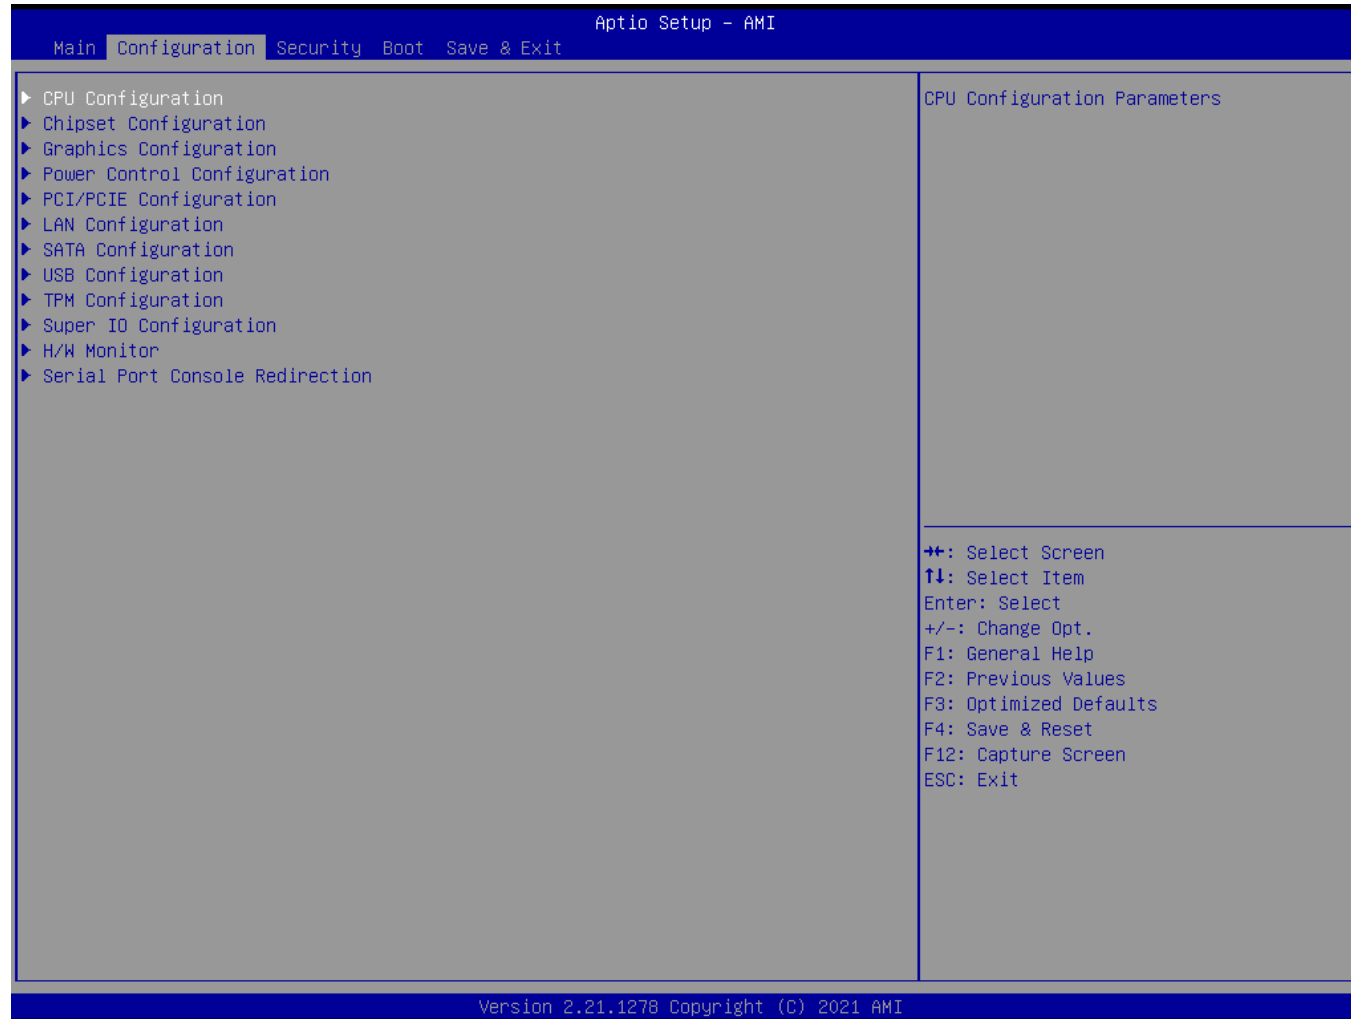 Aptio Setup – AMI
Main Configuration Security Boot Save & Exit
▶ CPU Configuration
▶ Chipset Configuration
▶ Graphics Configuration
▶ Power Control Configuration
▶ PCI/PCIE Configuration
▶ LAN Configuration
▶ SATA Configuration
▶ USB Configuration
▶ TPM Configuration
▶ Super IO Configuration
▶ H/W Monitor
▶ Serial Port Console Redirection
CPU Configuration Parameters
→←: Select Screen
↑↓: Select Item
Enter: Select
+/-: Change Opt.
F1: General Help
F2: Previous Values
F3: Optimized Defaults
F4: Save & Reset
F12: Capture Screen
ESC: Exit
Version 2.21.1278 Copyright (C) 2021 AMI